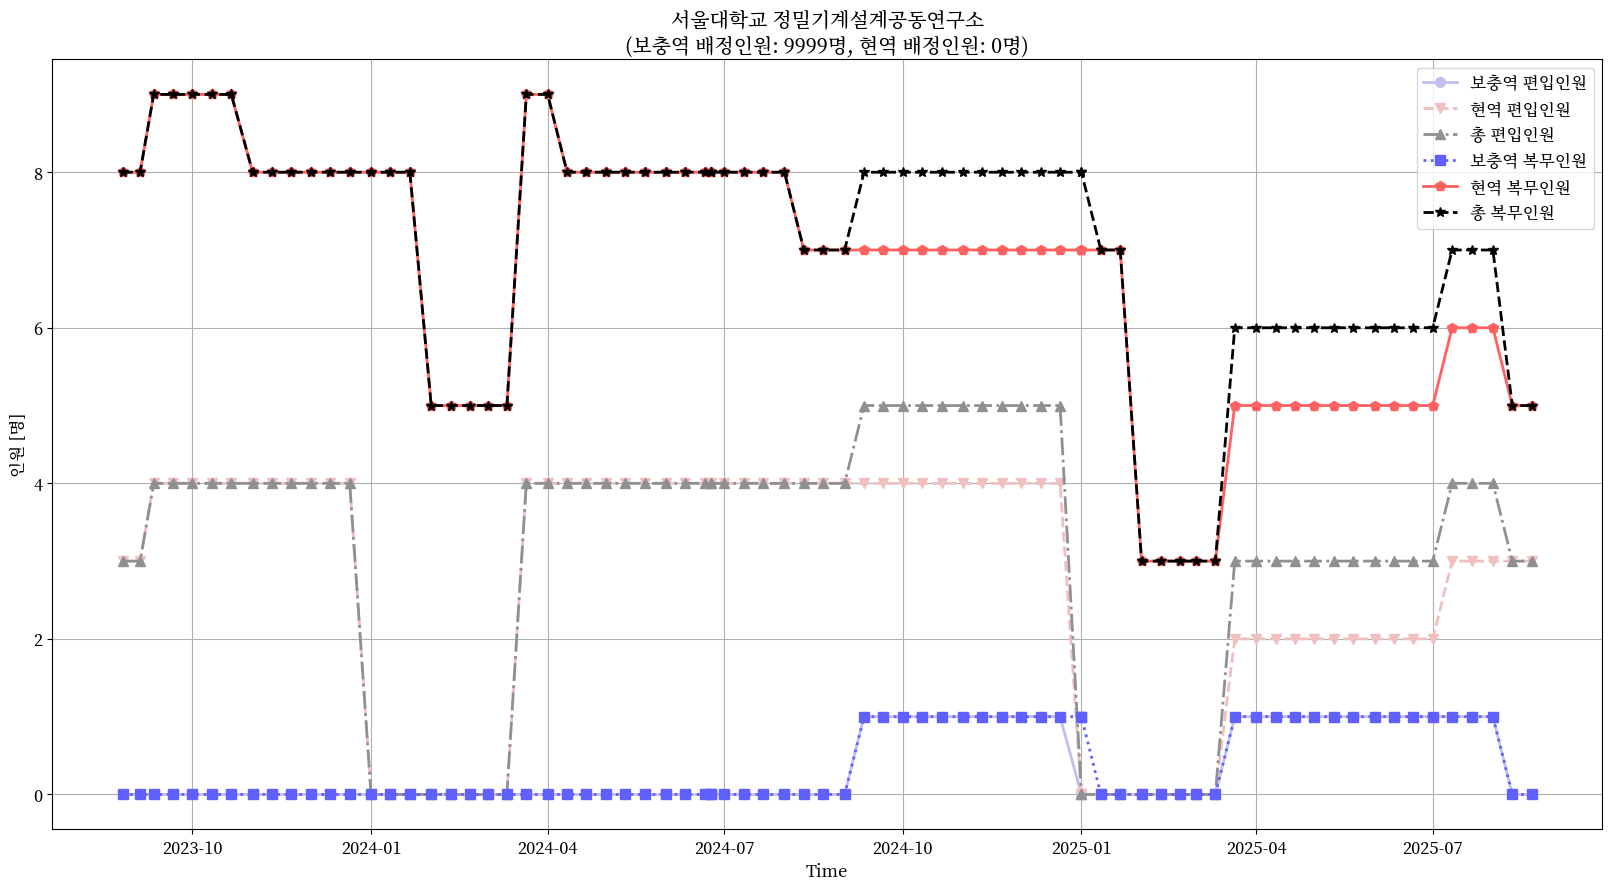 서울대학교 정밀기계설계공동연구소
(보충역 배정인원: 9999명, 현역 배정인원: 0명)
보충역 편입인원
현역 편입인원
총 편입인원
보충역 복무인원
현역 복무인원
총 복무인원
인원 [명]
8
6
4
2
0
2023-10
2024-01
2024-04
2024-07
2024-10
2025-01
2025-04
2025-07
Time